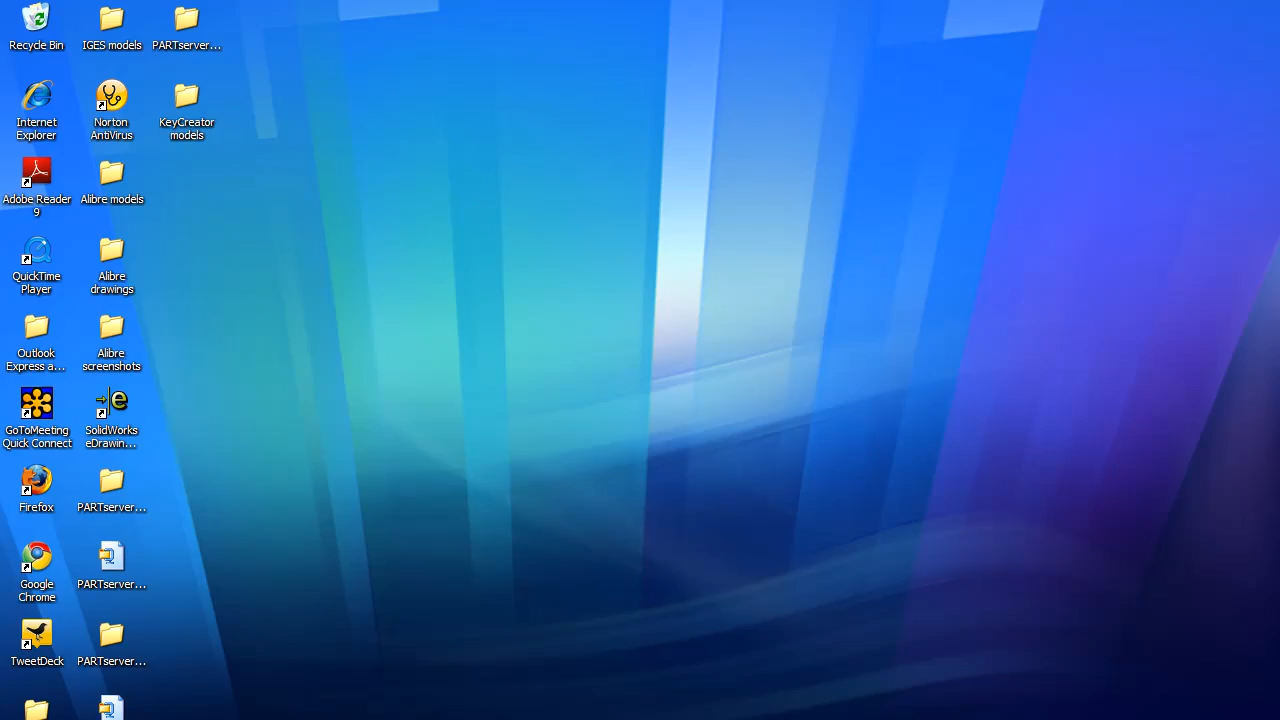 Recycle Bin
IGES models
PARTserver...
Internet
Explorer
Norton
AntiVirus
KeyCreator
models
Adobe Reader
9
Alibre models
QuickTime
Player
Alibre
drawings
Outlook
Express a...
Alibre
screenshots
GoToMeeting
Quick Connect
SolidWorks
eDrawin...
Firefox
PARTserver...
Google
Chrome
PARTserver...
TweetDeck
PARTserver...